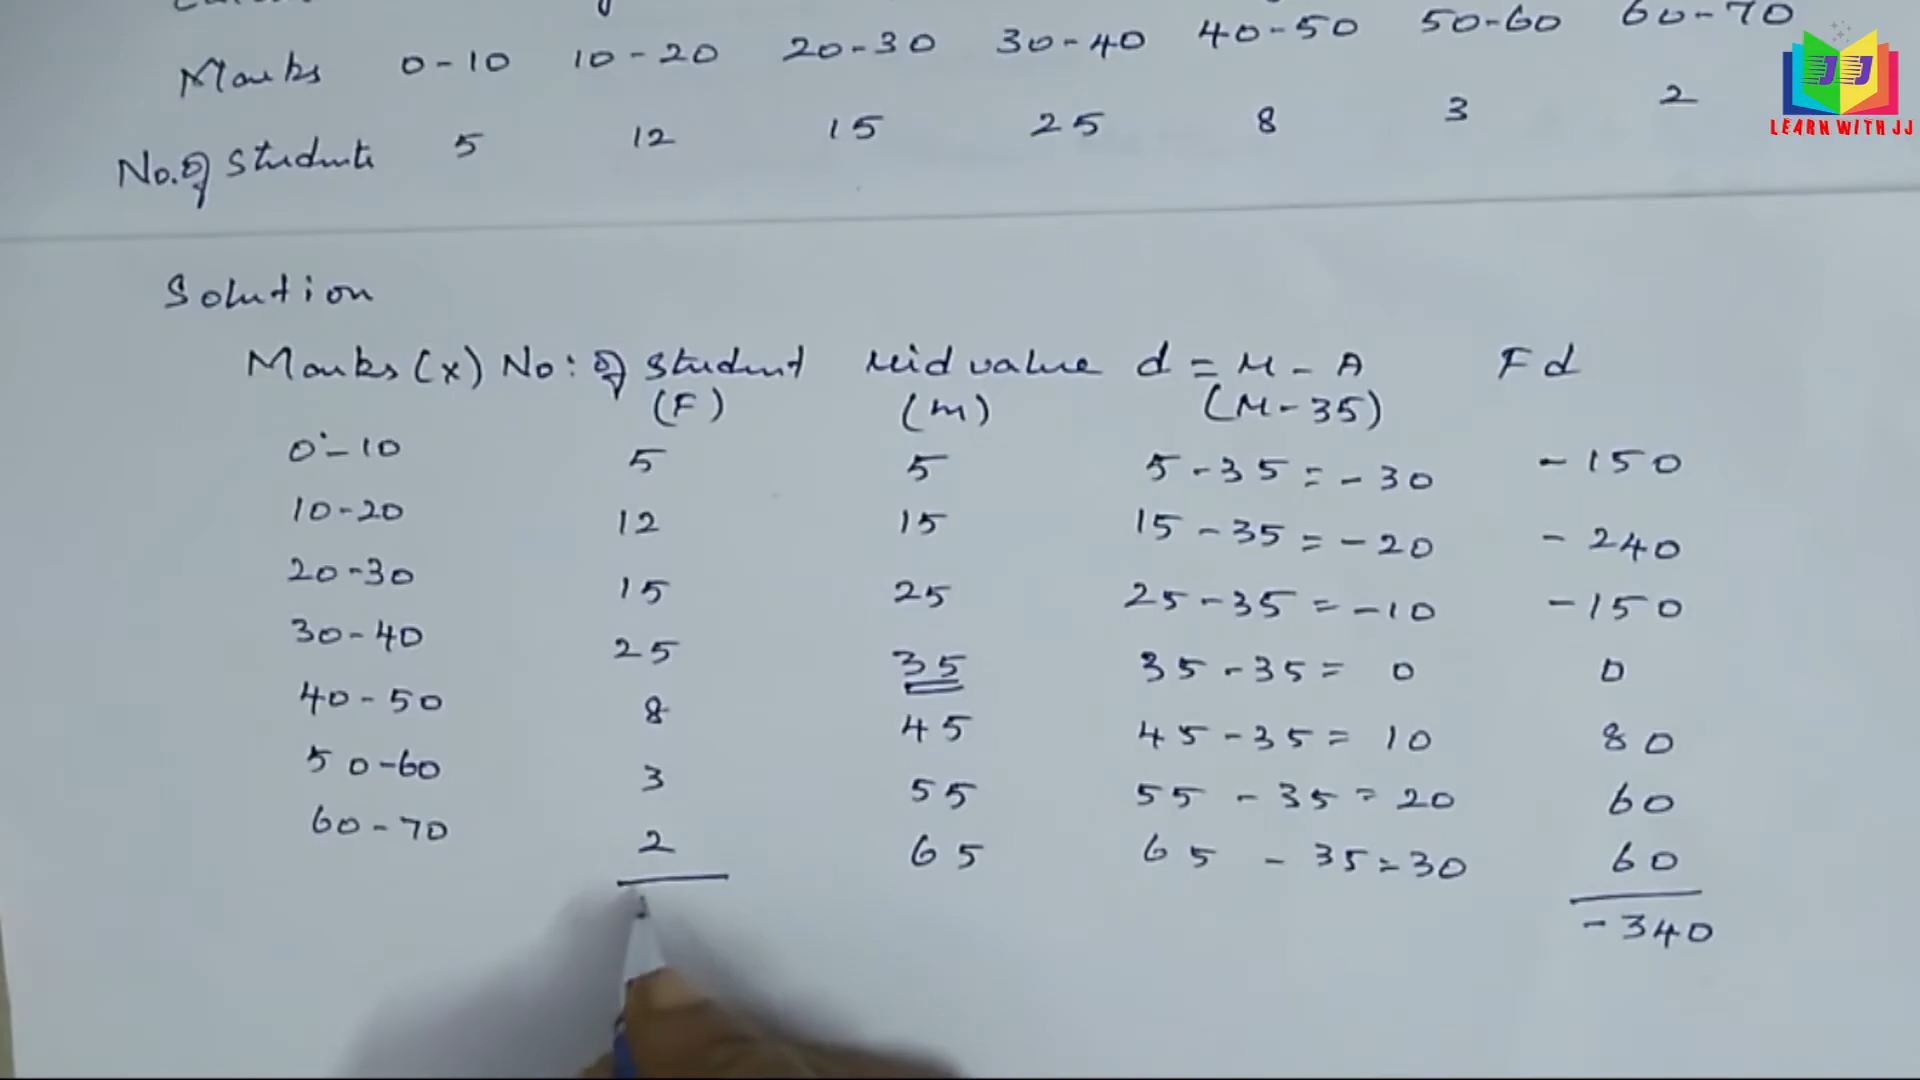 Marks 0-10 10-20 20-30 30-40 40-50 50-60 60-70
No. of students 5 12 15 25 8 3 2
LEARN WITH JJ
Solution
Marks (x) No: of student Mid value d = M - A Fd
(F) (m) (M-35)
0-10 5 5 5-35 = -30 -150
10-20 12 15 15-35 = -20 -240
20-30 15 25 25-35 = -10 -150
30-40 25 35 35-35 = 0 0
40-50 8 45 45-35 = 10 80
50-60 3 55 55-35 = 20 60
60-70 2 65 65-35 = 30 60
-340